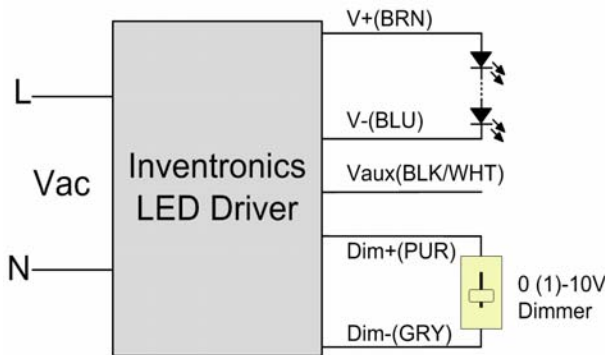 V+(BRN)
L
V-(BLU)
Inventronics
LED Driver
Vac
Vaux(BLK/WHT)
N
Dim+(PUR)
0 (1)-10V
Dimmer
Dim-(GRY)